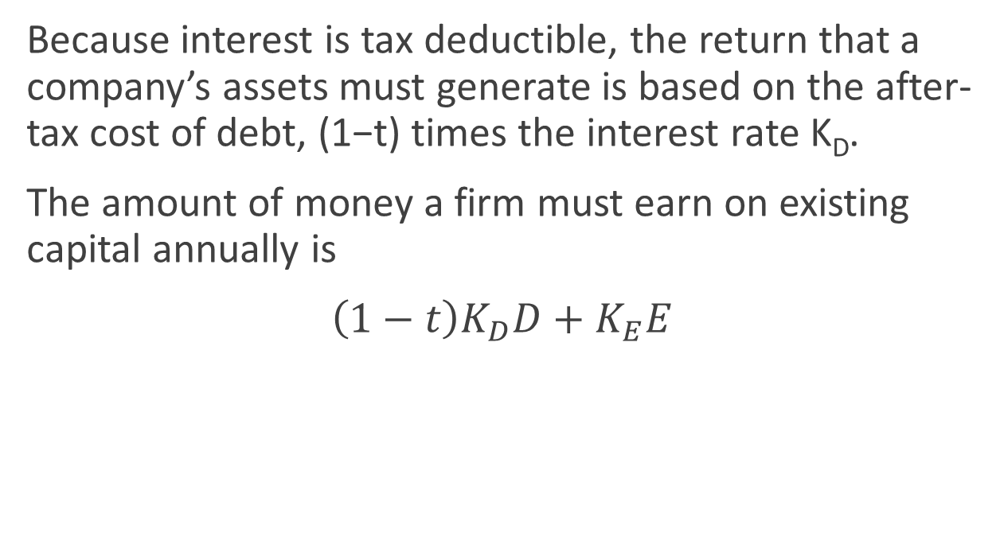 Because interest is tax deductible, the return that a
company’s assets must generate is based on the after-
tax cost of debt, (1−t) times the interest rate K_D.
The amount of money a firm must earn on existing
capital annually is
(1 − t)K_D D + K_E E